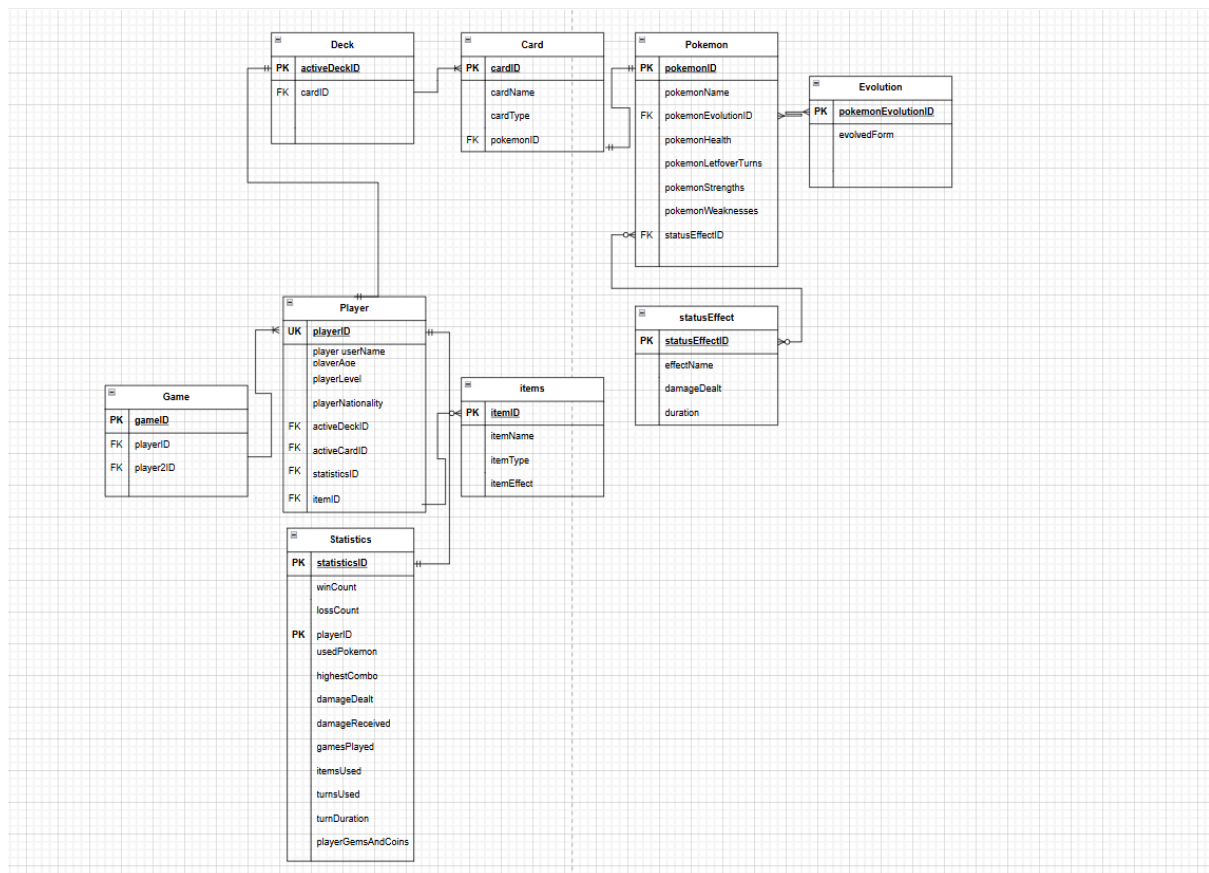 Deck
PK activeDeckID
FK cardID
Card
PK cardID
cardName
cardType
FK pokemonID
Pokemon
PK pokemonID
pokemonName
FK pokemonEvolutionID
pokemonHealth
pokemonLetfoverTurns
pokemonStrengths
pokemonWeaknesses
FK statusEffectID
Evolution
PK pokemonEvolutionID
evolvedForm
Player
UK playerID
player userName
playerAge
playerLevel
playerNationality
FK activeDeckID
FK activeCardID
FK statisticsID
FK itemID
statusEffect
PK statusEffectID
effectName
damageDealt
duration
Game
PK gameID
FK playerID
FK player2ID
items
PK itemID
itemName
itemType
itemEffect
Statistics
PK statisticsID
winCount
lossCount
PK playerID
usedPokemon
highestCombo
damageDealt
damageReceived
gamesPlayed
itemsUsed
turnsUsed
turnDuration
playerGemsAndCoins